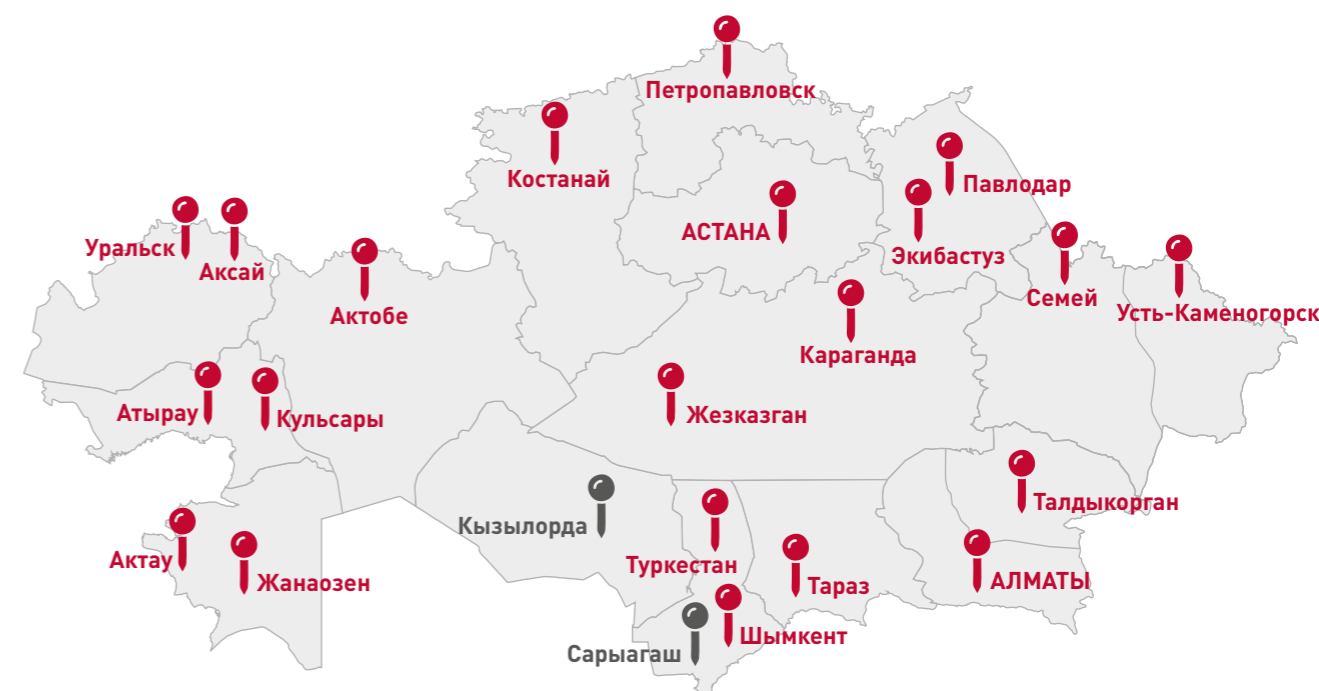 Петропавловск
Костанай
Павлодар
АСТАНА
Уральск
Экибастуз
Аксай
Семей
Усть-Каменогорск
Актобе
Караганда
Атырау
Жезказган
Кульсары
Талдыкорган
Кызылорда
Актау
Туркестан
Жанаозен
Тараз
АЛМАТЫ
Шымкент
Сарыагаш